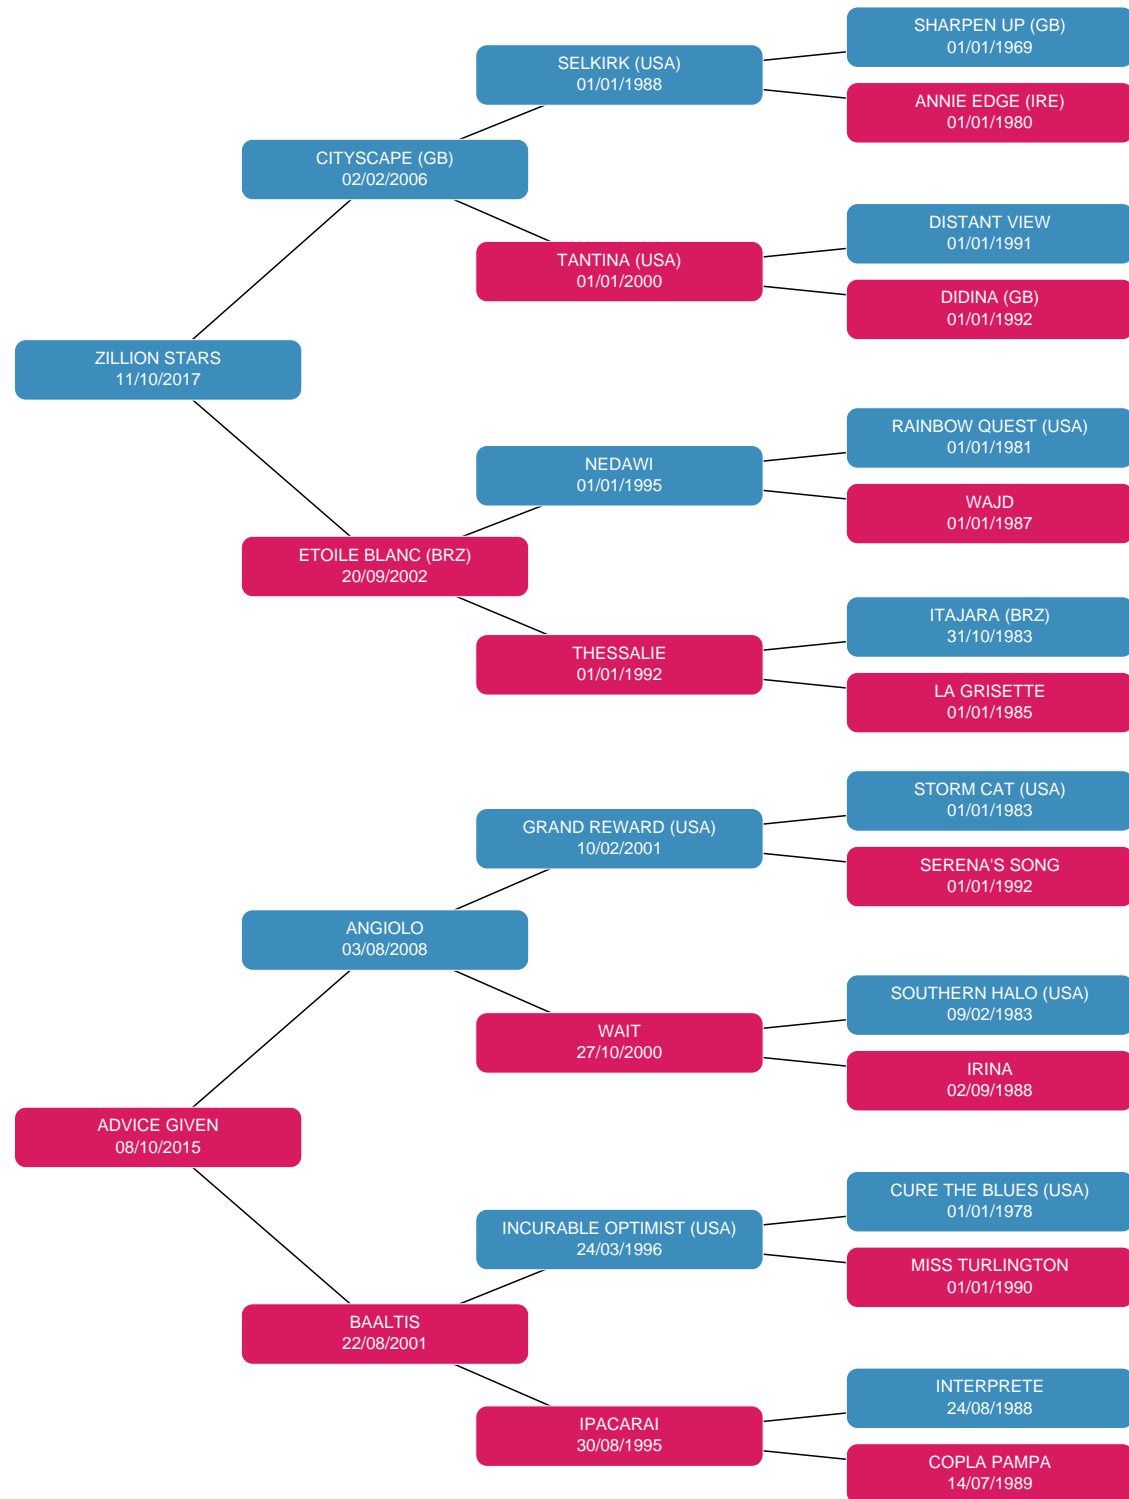 SHARPEN UP (GB)
01/01/1969
SELKIRK (USA)
01/01/1988
ANNIE EDGE (IRE)
01/01/1980
CITYSCAPE (GB)
02/02/2006
DISTANT VIEW
01/01/1991
TANTINA (USA)
01/01/2000
DIDINA (GB)
01/01/1992
ZILLION STARS
11/10/2017
RAINBOW QUEST (USA)
01/01/1981
NEDAWI
01/01/1995
WAJD
01/01/1987
ETOILE BLANC (BRZ)
20/09/2002
ITAJARA (BRZ)
31/10/1983
THESSALIE
01/01/1992
LA GRISETTE
01/01/1985
STORM CAT (USA)
01/01/1983
GRAND REWARD (USA)
10/02/2001
SERENA'S SONG
01/01/1992
ANGIOLO
03/08/2008
SOUTHERN HALO (USA)
09/02/1983
WAIT
27/10/2000
IRINA
02/09/1988
ADVICE GIVEN
08/10/2015
CURE THE BLUES (USA)
01/01/1978
INCURABLE OPTIMIST (USA)
24/03/1996
MISS TURLINGTON
01/01/1990
BAALTIS
22/08/2001
INTERPRETE
24/08/1988
IPACARAI
30/08/1995
COPLA PAMPA
14/07/1989